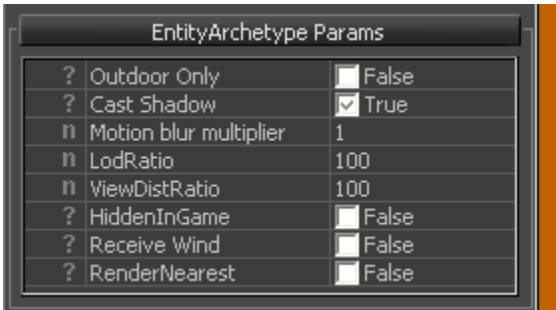 EntityArchetype Params
? Outdoor Only False
? Cast Shadow True
n Motion blur multiplier 1
n LodRatio 100
n ViewDistRatio 100
? HiddenInGame False
? Receive Wind False
? RenderNearest False